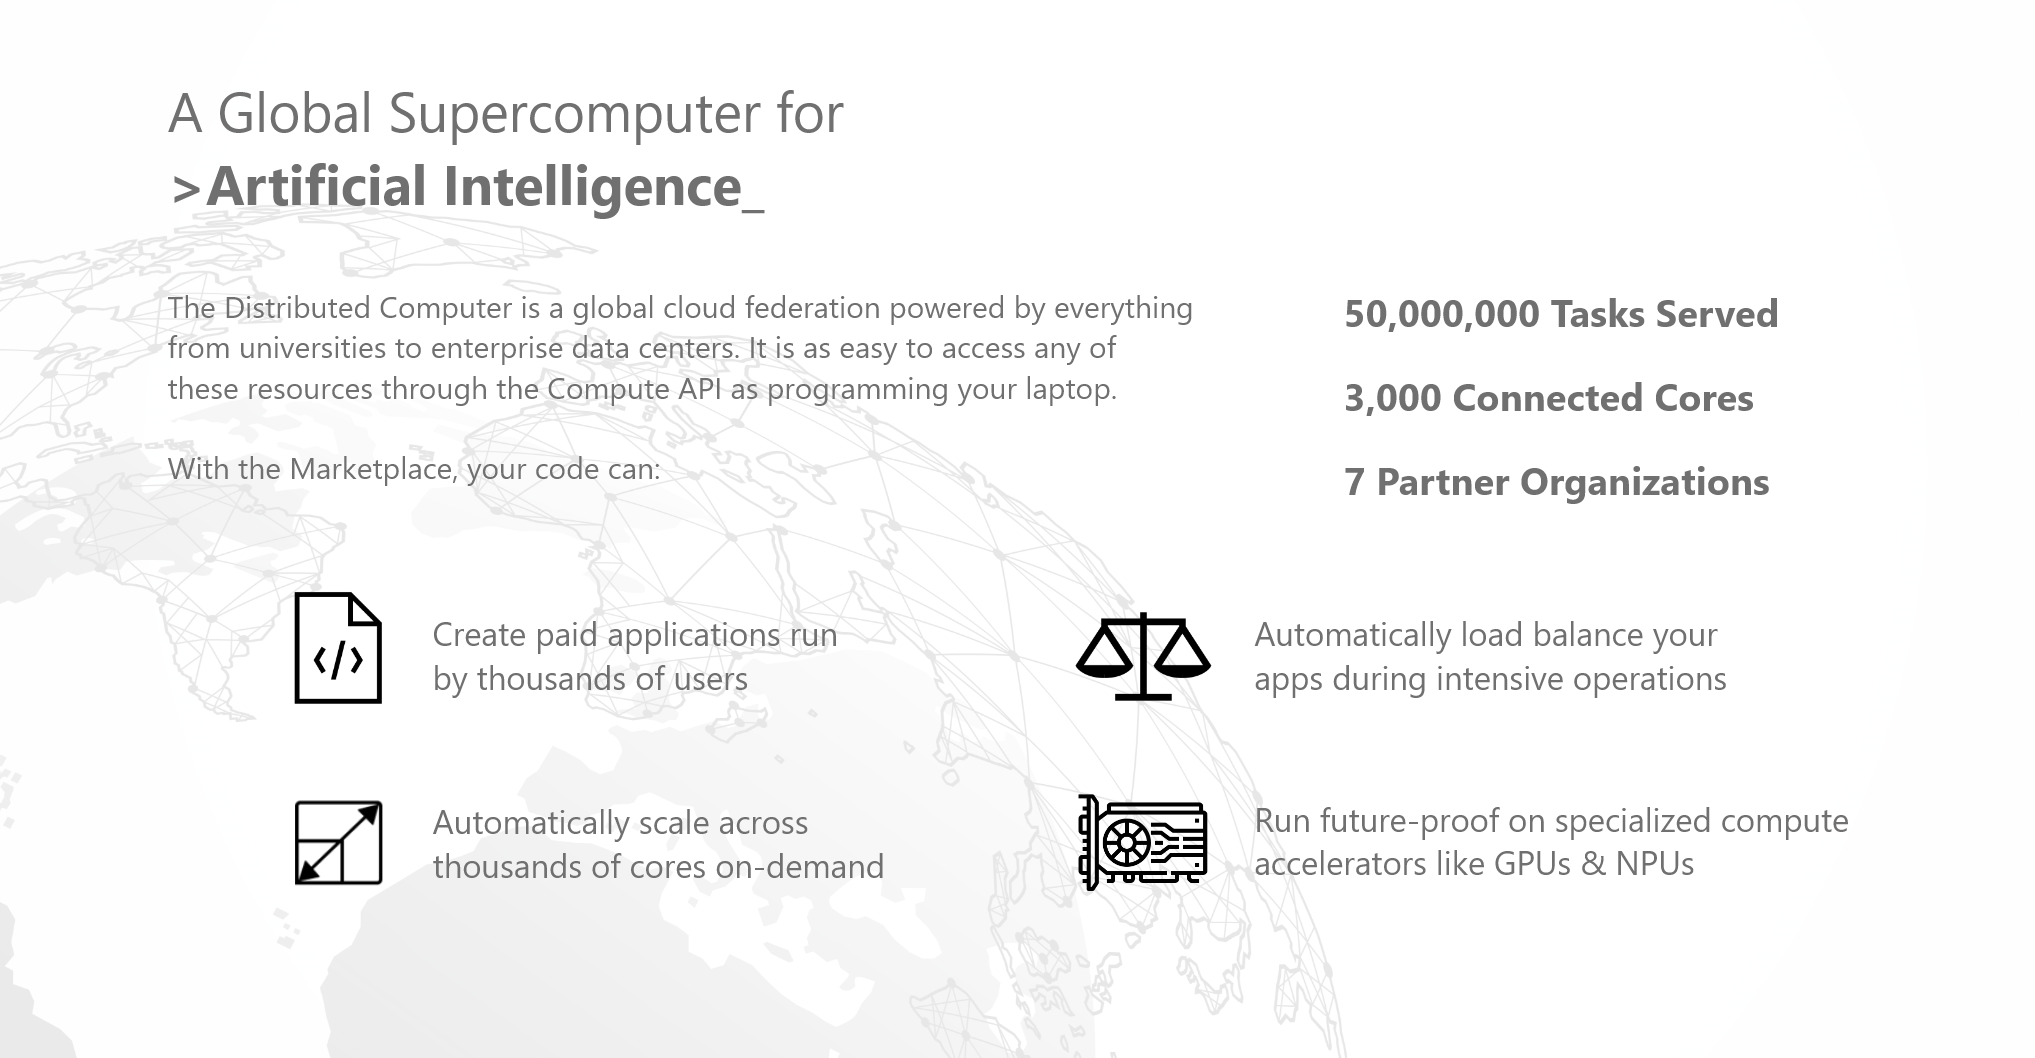 A Global Supercomputer for
>Artificial Intelligence_
The Distributed Computer is a global cloud federation powered by everything
from universities to enterprise data centers. It is as easy to access any of
these resources through the Compute API as programming your laptop.
With the Marketplace, your code can:
50,000,000 Tasks Served
3,000 Connected Cores
7 Partner Organizations
</>
Create paid applications run
by thousands of users
Automatically load balance your
apps during intensive operations
Automatically scale across
thousands of cores on-demand
Run future-proof on specialized compute
accelerators like GPUs & NPUs